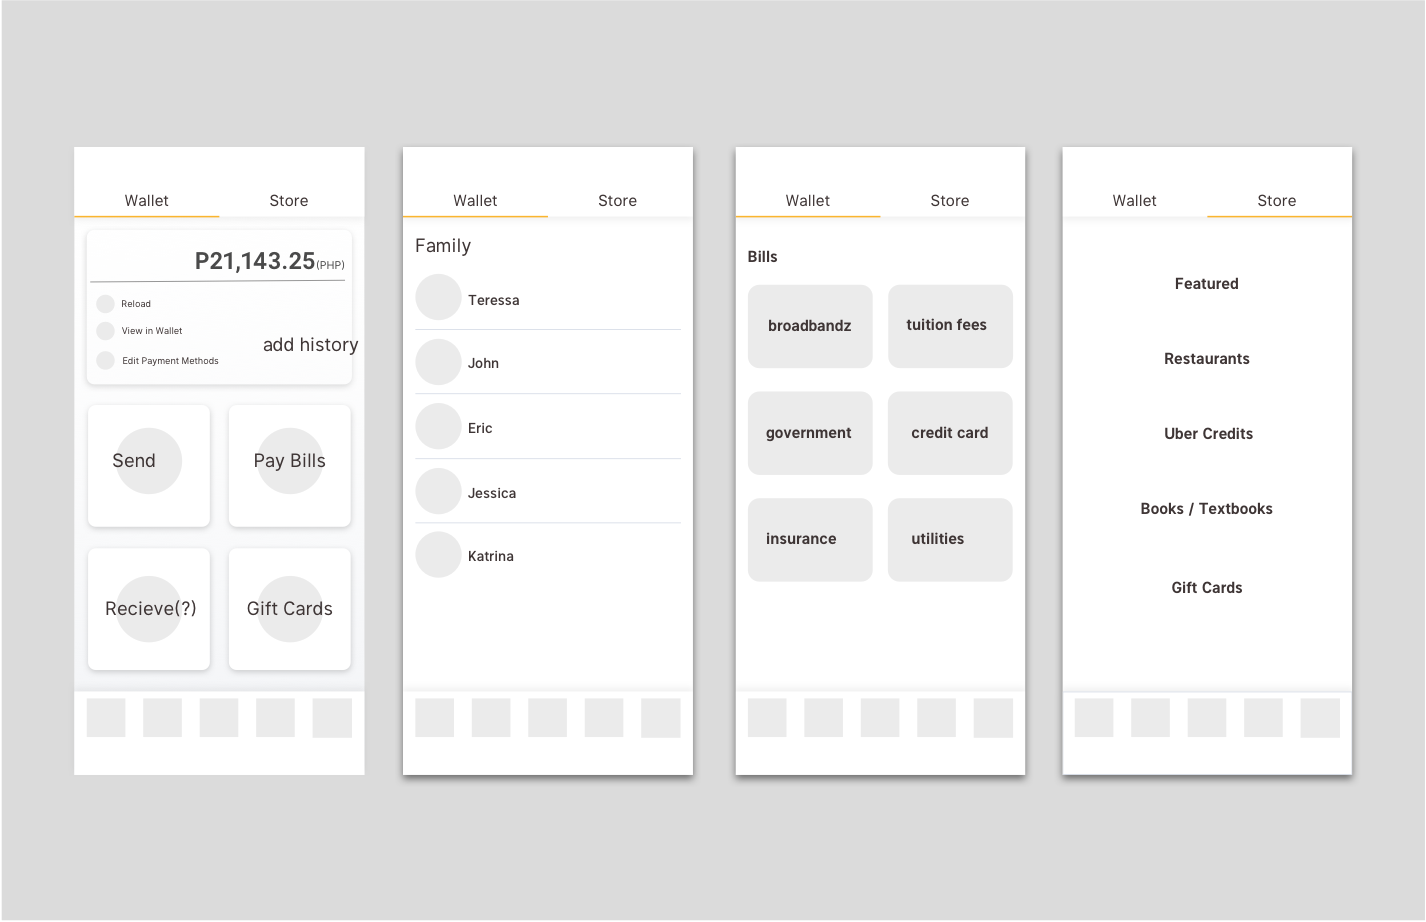 Wallet Store
P21,143.25(PHP)
Reload
View in Wallet
add history
Edit Payment Methods
Send Pay Bills
Recieve(?) Gift Cards
Wallet Store
Family
Teressa
John
Eric
Jessica
Katrina
Wallet Store
Bills
broadbandz tuition fees
government credit card
insurance utilities
Wallet Store
Featured
Restaurants
Uber Credits
Books / Textbooks
Gift Cards